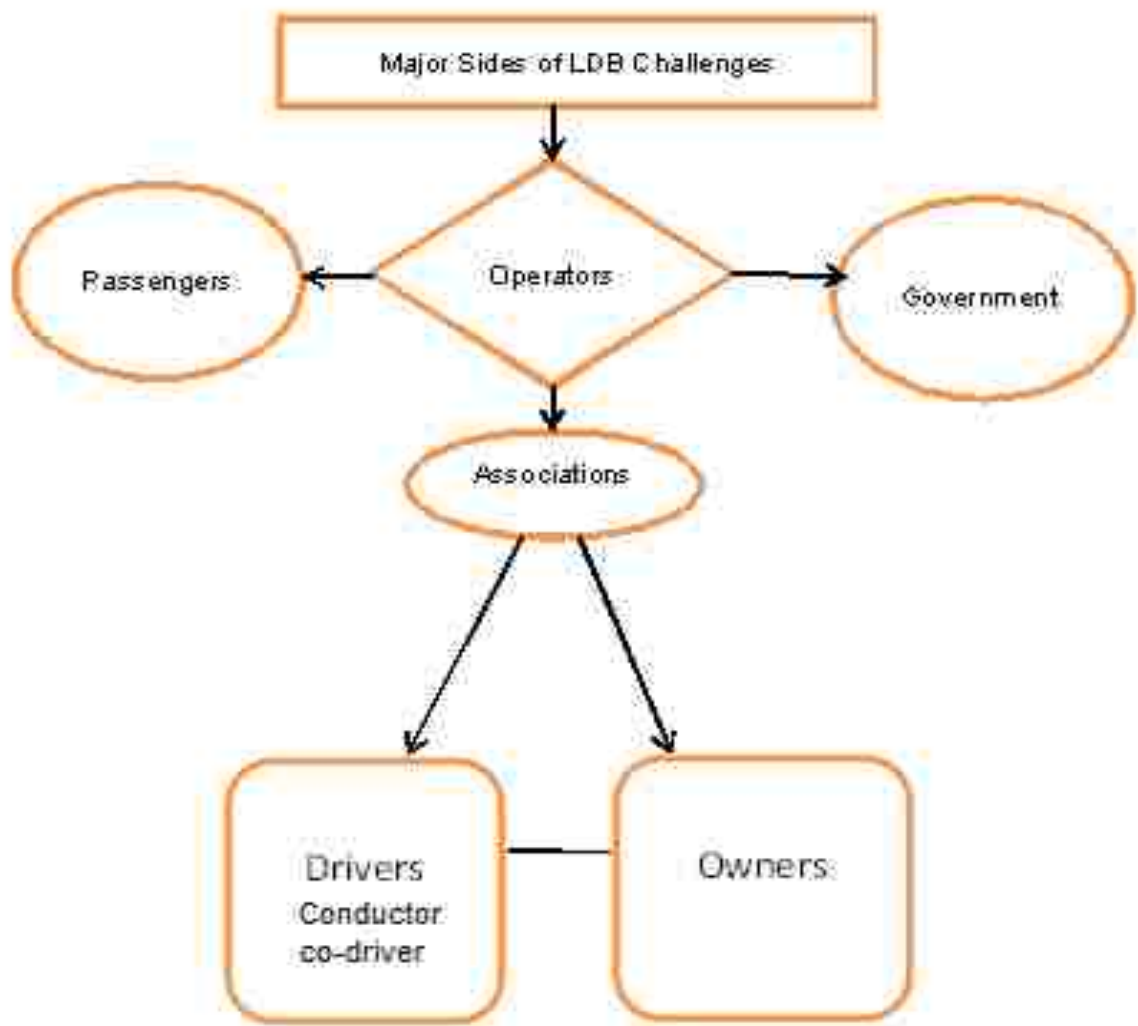 Major Sides of LDB Challenges
Passengers
Operators
Government
Associations
Drivers
Conductor
co-driver
Owners